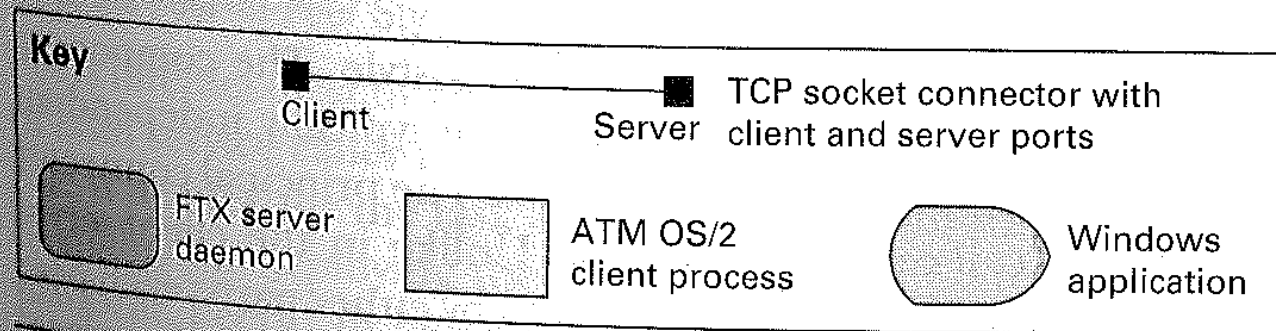 Key
Client
Server
TCP socket connector with
client and server ports
FTX server
daemon
ATM OS/2
client process
Windows
application